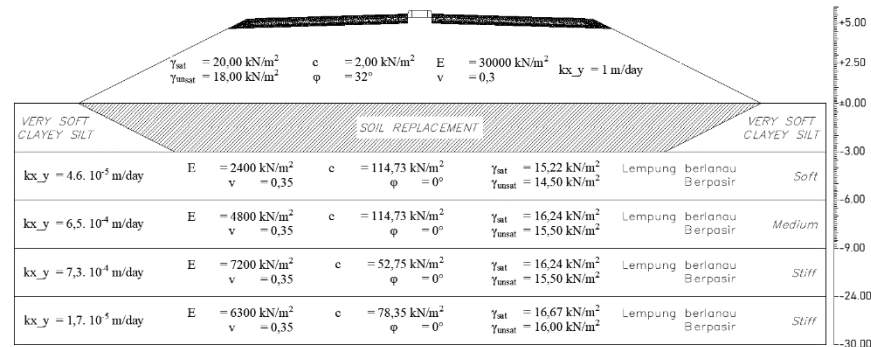 +5.00
γsat = 20,00 kN/m² c = 2,00 kN/m² E = 30000 kN/m² kx_y = 1 m/day
γunsat = 18,00 kN/m² φ = 32° v = 0,3
+2.50
±0.00
VERY SOFT CLAYEY SILT
SOIL REPLACEMENT
VERY SOFT CLAYEY SILT
-3.00
kx_y = 4.6. 10⁻⁵ m/day E = 2400 kN/m² c = 114,73 kN/m² γsat = 15,22 kN/m² Lempung berlanau Soft
v = 0,35 φ = 0° γunsat = 14,50 kN/m² Berpasir
-6.00
kx_y = 6,5. 10⁻⁴ m/day E = 4800 kN/m² c = 114,73 kN/m² γsat = 16,24 kN/m² Lempung berlanau Medium
v = 0,35 φ = 0° γunsat = 15,50 kN/m² Berpasir
-9.00
kx_y = 7,3. 10⁻⁴ m/day E = 7200 kN/m² c = 52,75 kN/m² γsat = 16,24 kN/m² Lempung berlanau Stiff
v = 0,35 φ = 0° γunsat = 15,50 kN/m² Berpasir
-24.00
kx_y = 1,7. 10⁻⁵ m/day E = 6300 kN/m² c = 78,35 kN/m² γsat = 16,67 kN/m² Lempung berlanau Stiff
v = 0,35 φ = 0° γunsat = 16,00 kN/m² Berpasir
-30.00